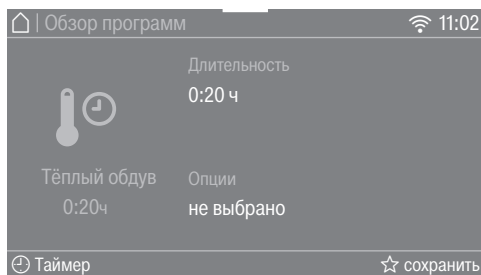 | Обзор программ
11:02
Длительность
0:20 ч
Тёплый обдув
0:20ч
Опции
не выбрано
Таймер
сохранить